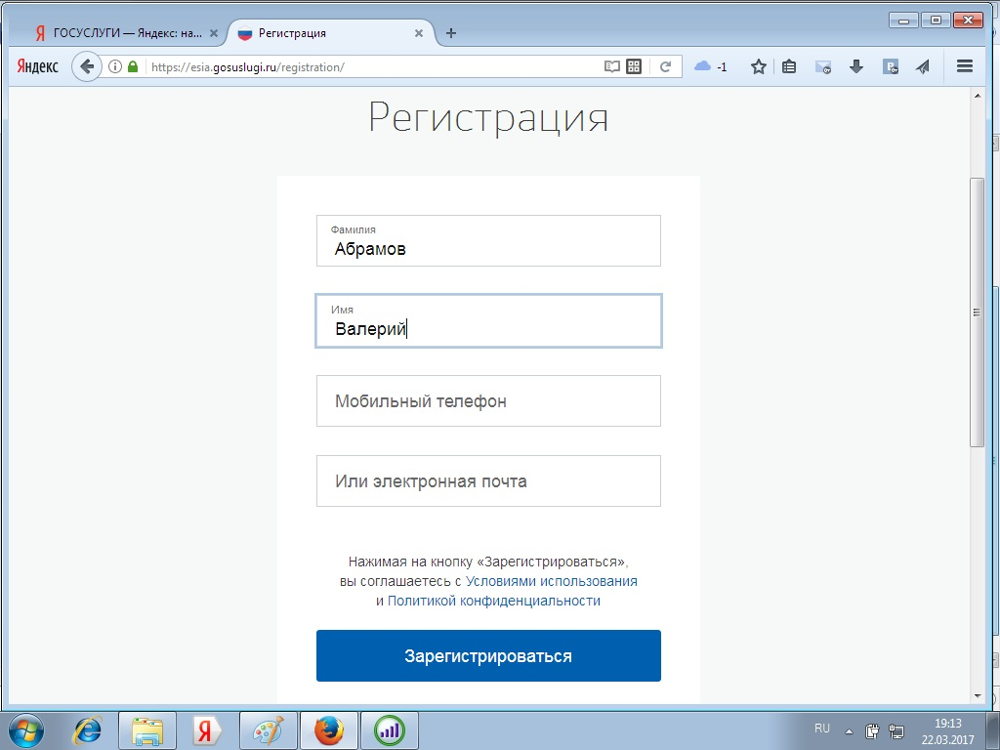 ГОСУСЛУГИ — Яндекс: на...
Регистрация
Яндекс
https://esia.gosuslugi.ru/registration/
-1
Регистрация
Фамилия
Абрамов
Имя
Валерий
Мобильный телефон
Или электронная почта
Нажимая на кнопку «Зарегистрироваться»,
вы соглашаетесь с Условиями использования
и Политикой конфиденциальности
Зарегистрироваться
RU
19:13
22.03.2017